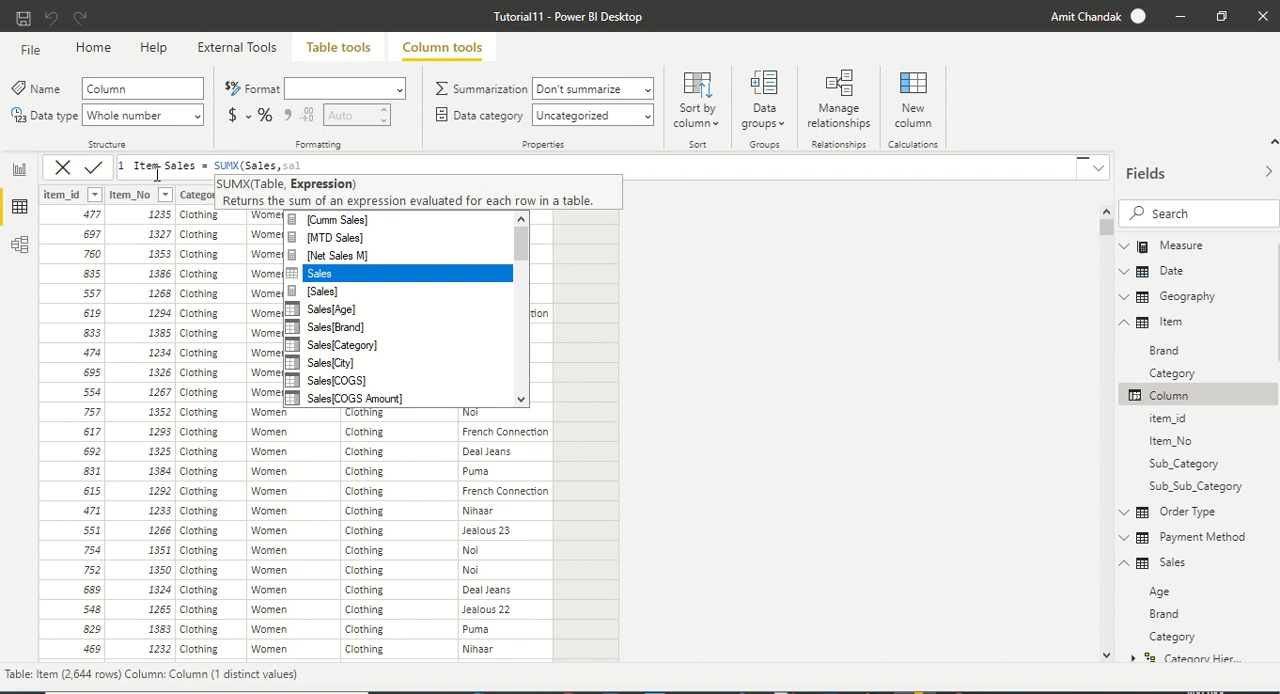 Tutorial11 - Power BI Desktop
Amit Chandak
File
Home
Help
External Tools
Table tools
Column tools
Name
Column
Data type
Whole number
Structure
Format
$
%
Auto
Formatting
Summarization
Don't summarize
Data category
Uncategorized
Properties
Sort by
column
Sort
Data
groups
Groups
Manage
relationships
Relationships
New
column
Calculations
1 Item Sales = SUMX(Sales,sal
SUMX(Table, Expression)
Returns the sum of an expression evaluated for each row in a table.
[Cumm Sales]
[MTD Sales]
[Net Sales M]
Sales
[Sales]
Sales[Age]
Sales[Brand]
Sales[Category]
Sales[City]
Sales[COGS]
Sales[COGS Amount]
item_id Item_No Categor
477 1235 Clothing Wome
697 1327 Clothing Wome
760 1353 Clothing Wome
835 1386 Clothing Wome
557 1268 Clothing Wome
619 1294 Clothing Wome tion
833 1385 Clothing Wome
474 1234 Clothing Wome
695 1326 Clothing Wome
554 1267 Clothing Wome
757 1352 Clothing Women Clothing Noi
617 1293 Clothing Women Clothing French Connection
692 1325 Clothing Women Clothing Deal Jeans
831 1384 Clothing Women Clothing Puma
615 1292 Clothing Women Clothing French Connection
471 1233 Clothing Women Clothing Nihaar
551 1266 Clothing Women Clothing Jealous 23
754 1351 Clothing Women Clothing Noi
752 1350 Clothing Women Clothing Noi
689 1324 Clothing Women Clothing Deal Jeans
548 1265 Clothing Women Clothing Jealous 22
829 1383 Clothing Women Clothing Puma
469 1232 Clothing Women Clothing Nihaar
Fields
Search
Measure
Date
Geography
Item
Brand
Category
Column
item_id
Item_No
Sub_Category
Sub_Sub_Category
Order Type
Payment Method
Sales
Age
Brand
Category
Category Hier...
Table: Item (2,644 rows) Column: Column (1 distinct values)